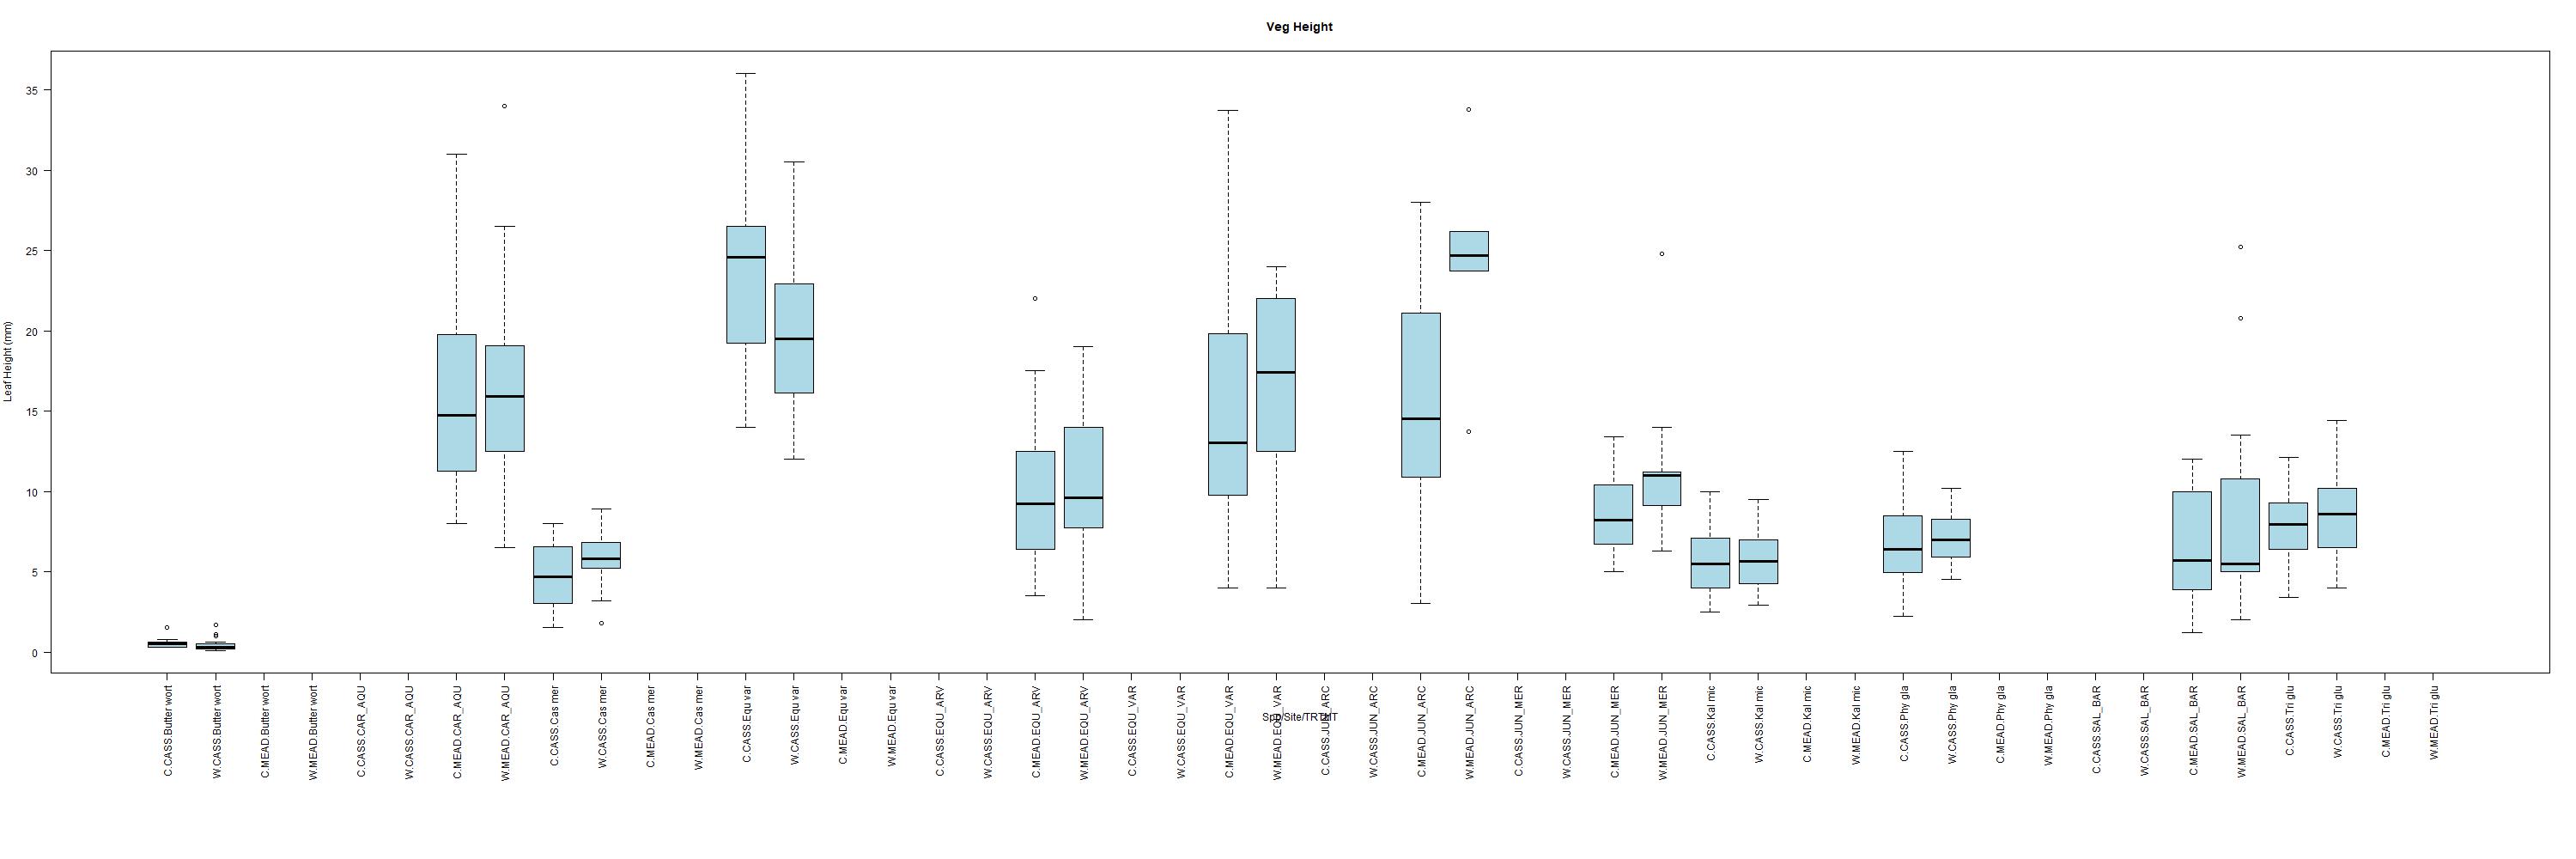 Veg Height
Leaf Height (mm)
35
30
25
20
15
10
5
0
C.CASS.Butter wort
W.CASS.Butter wort
C.MEAD.Butter wort
W.MEAD.Butter wort
C.CASS.CAR_AQU
W.CASS.CAR_AQU
C.MEAD.CAR_AQU
W.MEAD.CAR_AQU
C.CASS.Cas mer
W.CASS.Cas mer
C.MEAD.Cas mer
W.MEAD.Cas mer
C.CASS.Equ var
W.CASS.Equ var
C.MEAD.Equ var
W.MEAD.Equ var
C.CASS.EQU_ARV
W.CASS.EQU_ARV
C.MEAD.EQU_ARV
W.MEAD.EQU_ARV
C.CASS.EQU_VAR
W.CASS.EQU_VAR
C.MEAD.EQU_VAR
W.MEAD.EQU_VAR
C.CASS.JUN_ARC
W.CASS.JUN_ARC
C.MEAD.JUN_ARC
W.MEAD.JUN_ARC
C.CASS.JUN_MER
W.CASS.JUN_MER
C.MEAD.JUN_MER
W.MEAD.JUN_MER
C.CASS.Kal mic
W.CASS.Kal mic
C.MEAD.Kal mic
W.MEAD.Kal mic
C.CASS.Phy gla
W.CASS.Phy gla
C.MEAD.Phy gla
W.MEAD.Phy gla
C.CASS.SAL_BAR
W.CASS.SAL_BAR
C.MEAD.SAL_BAR
W.MEAD.SAL_BAR
C.CASS.Tri glu
W.CASS.Tri glu
C.MEAD.Tri glu
W.MEAD.Tri glu
Spp/Site/TRTMT